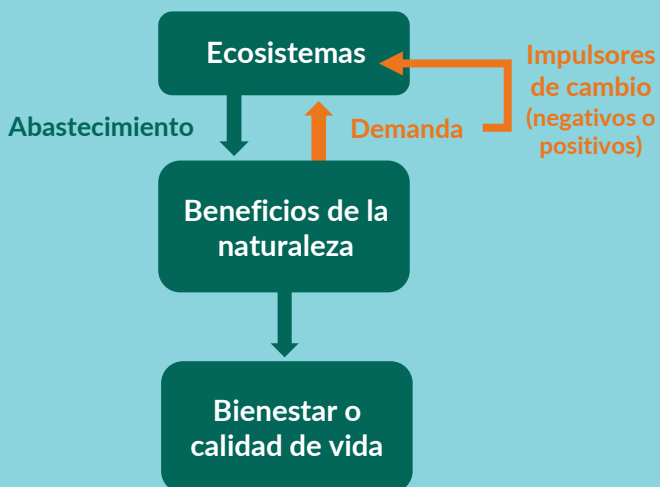 Ecosistemas
Impulsores
de cambio
(negativos o
positivos)
Abastecimiento
Demanda
Beneficios de la
naturaleza
Bienestar o
calidad de vida